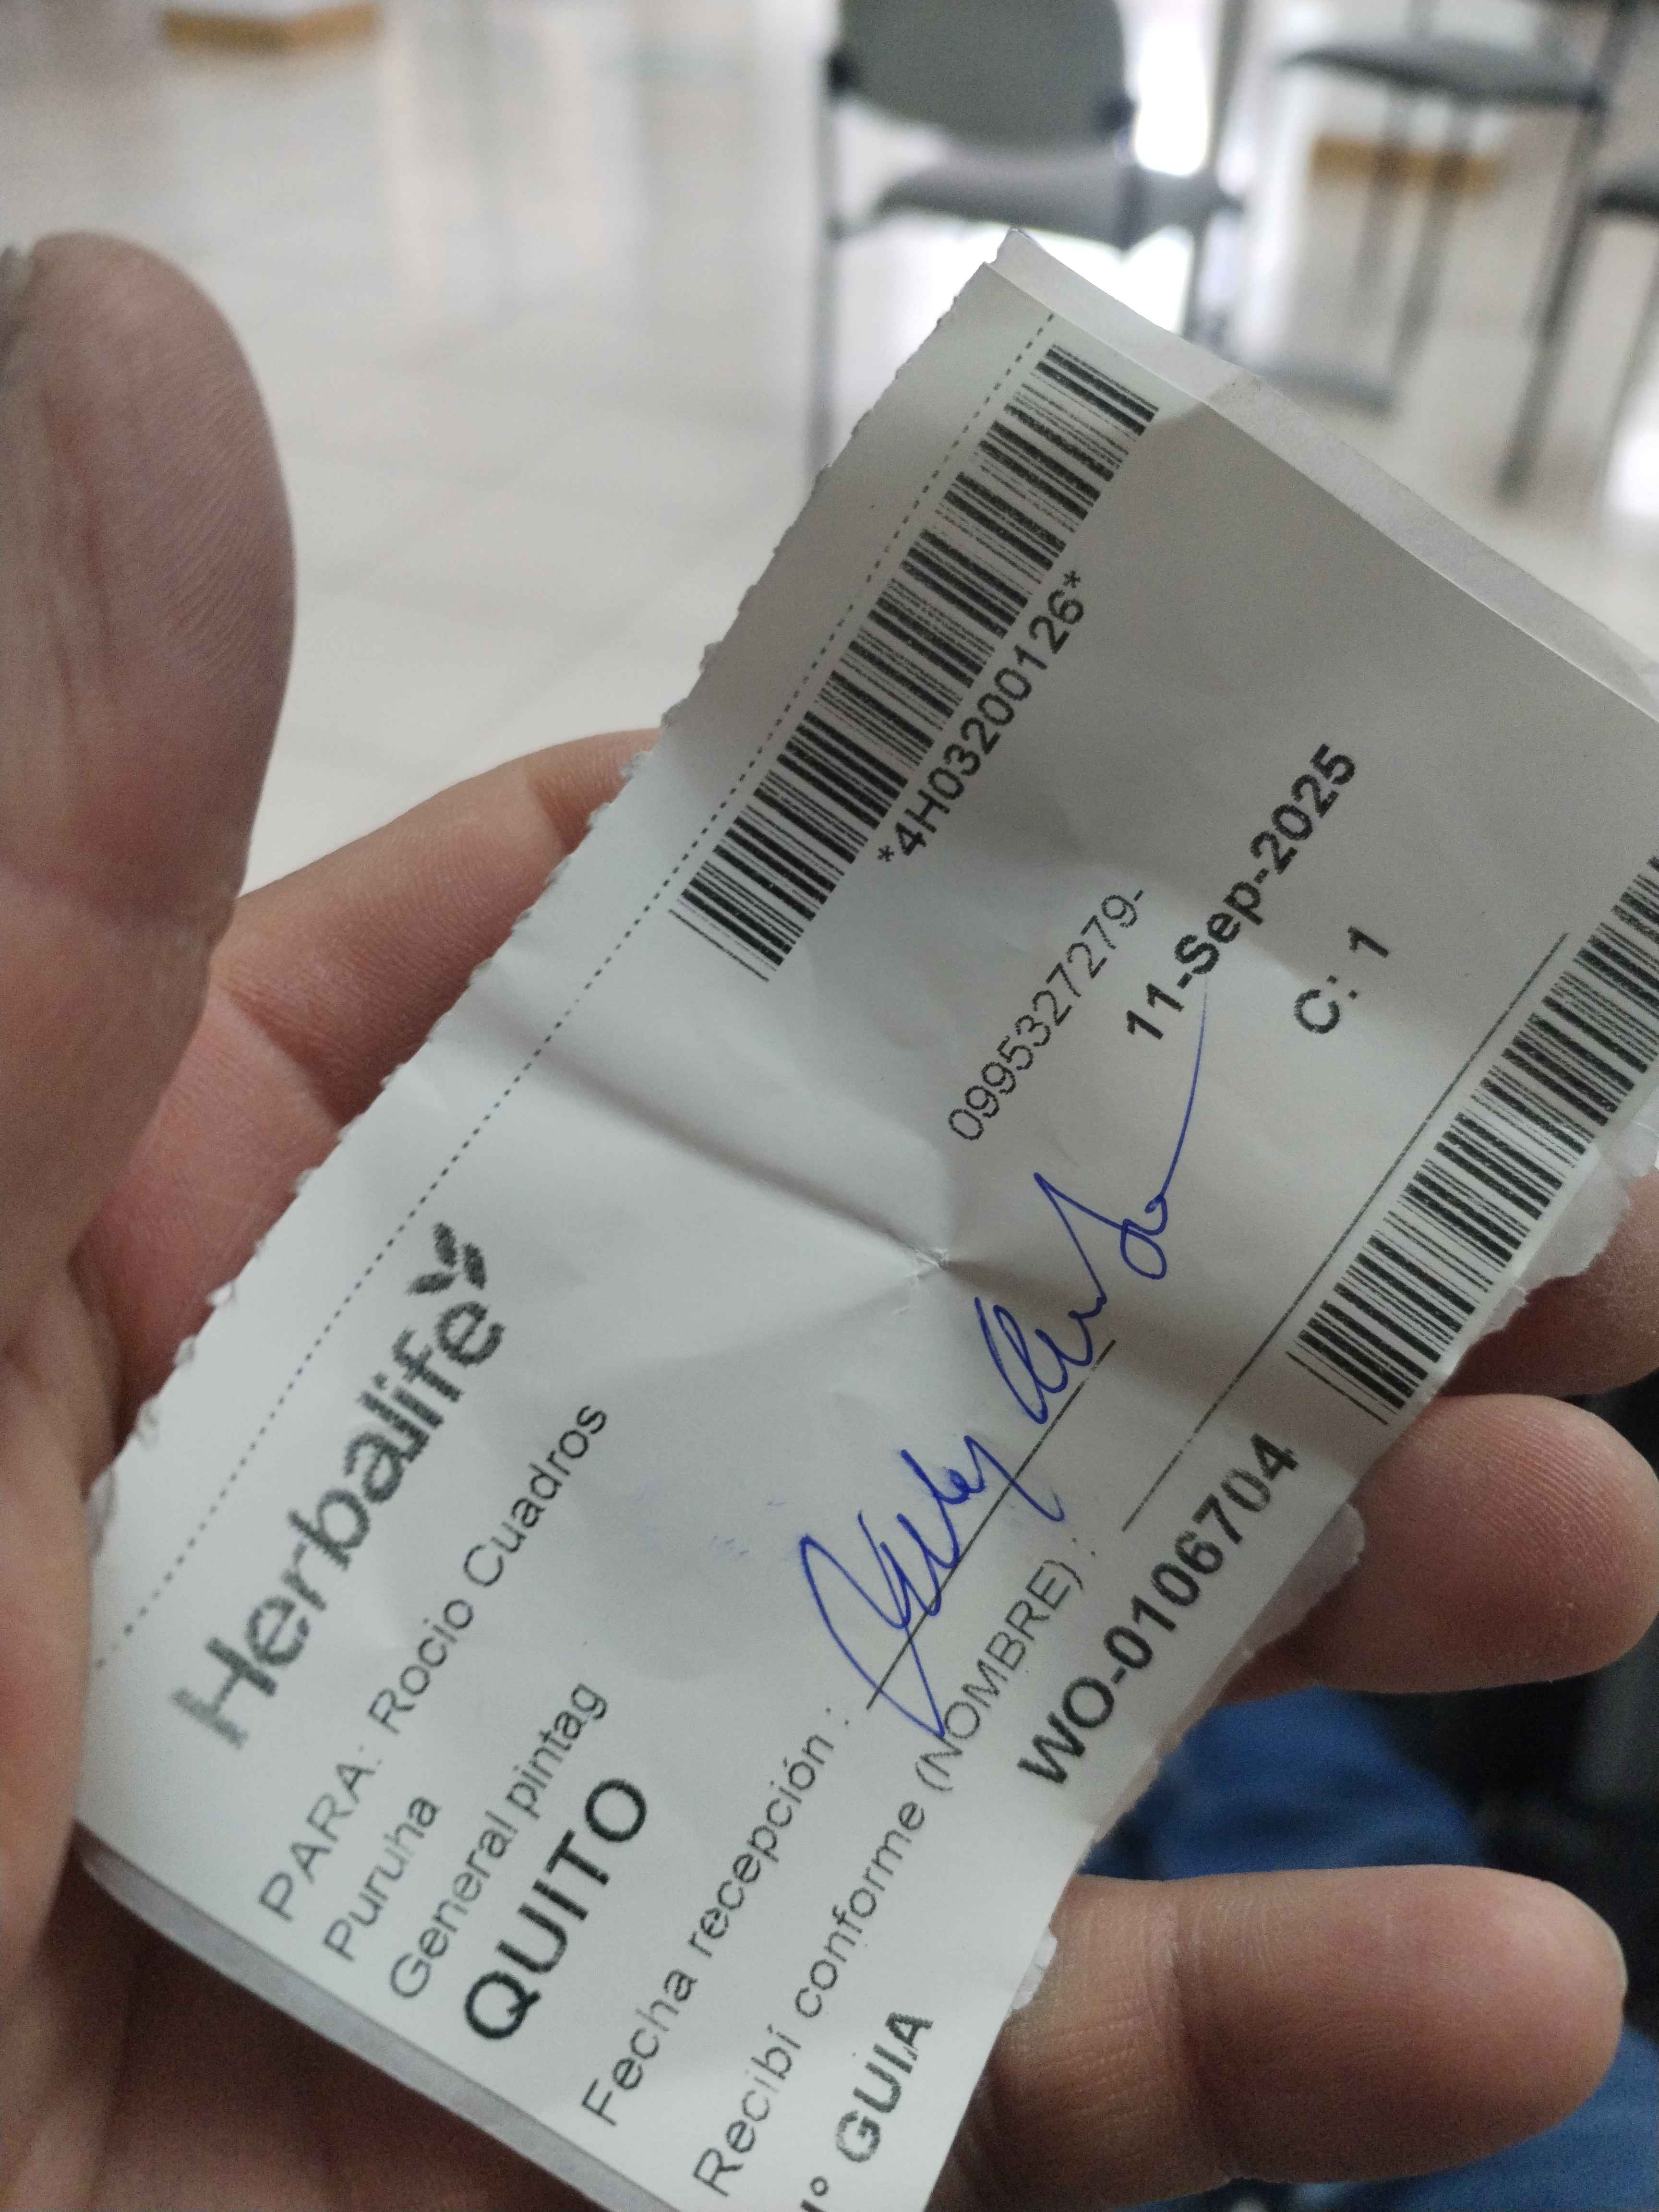 *4H03200126*
Herbalife
PARA: Rocio Cuadros
Puruha
0995327279-
General pintag
QUITO
11-Sep-2025
C: 1
Fecha recepción :
Recibí conforme (NOMBRE) :
° GUIA
WO-0106704